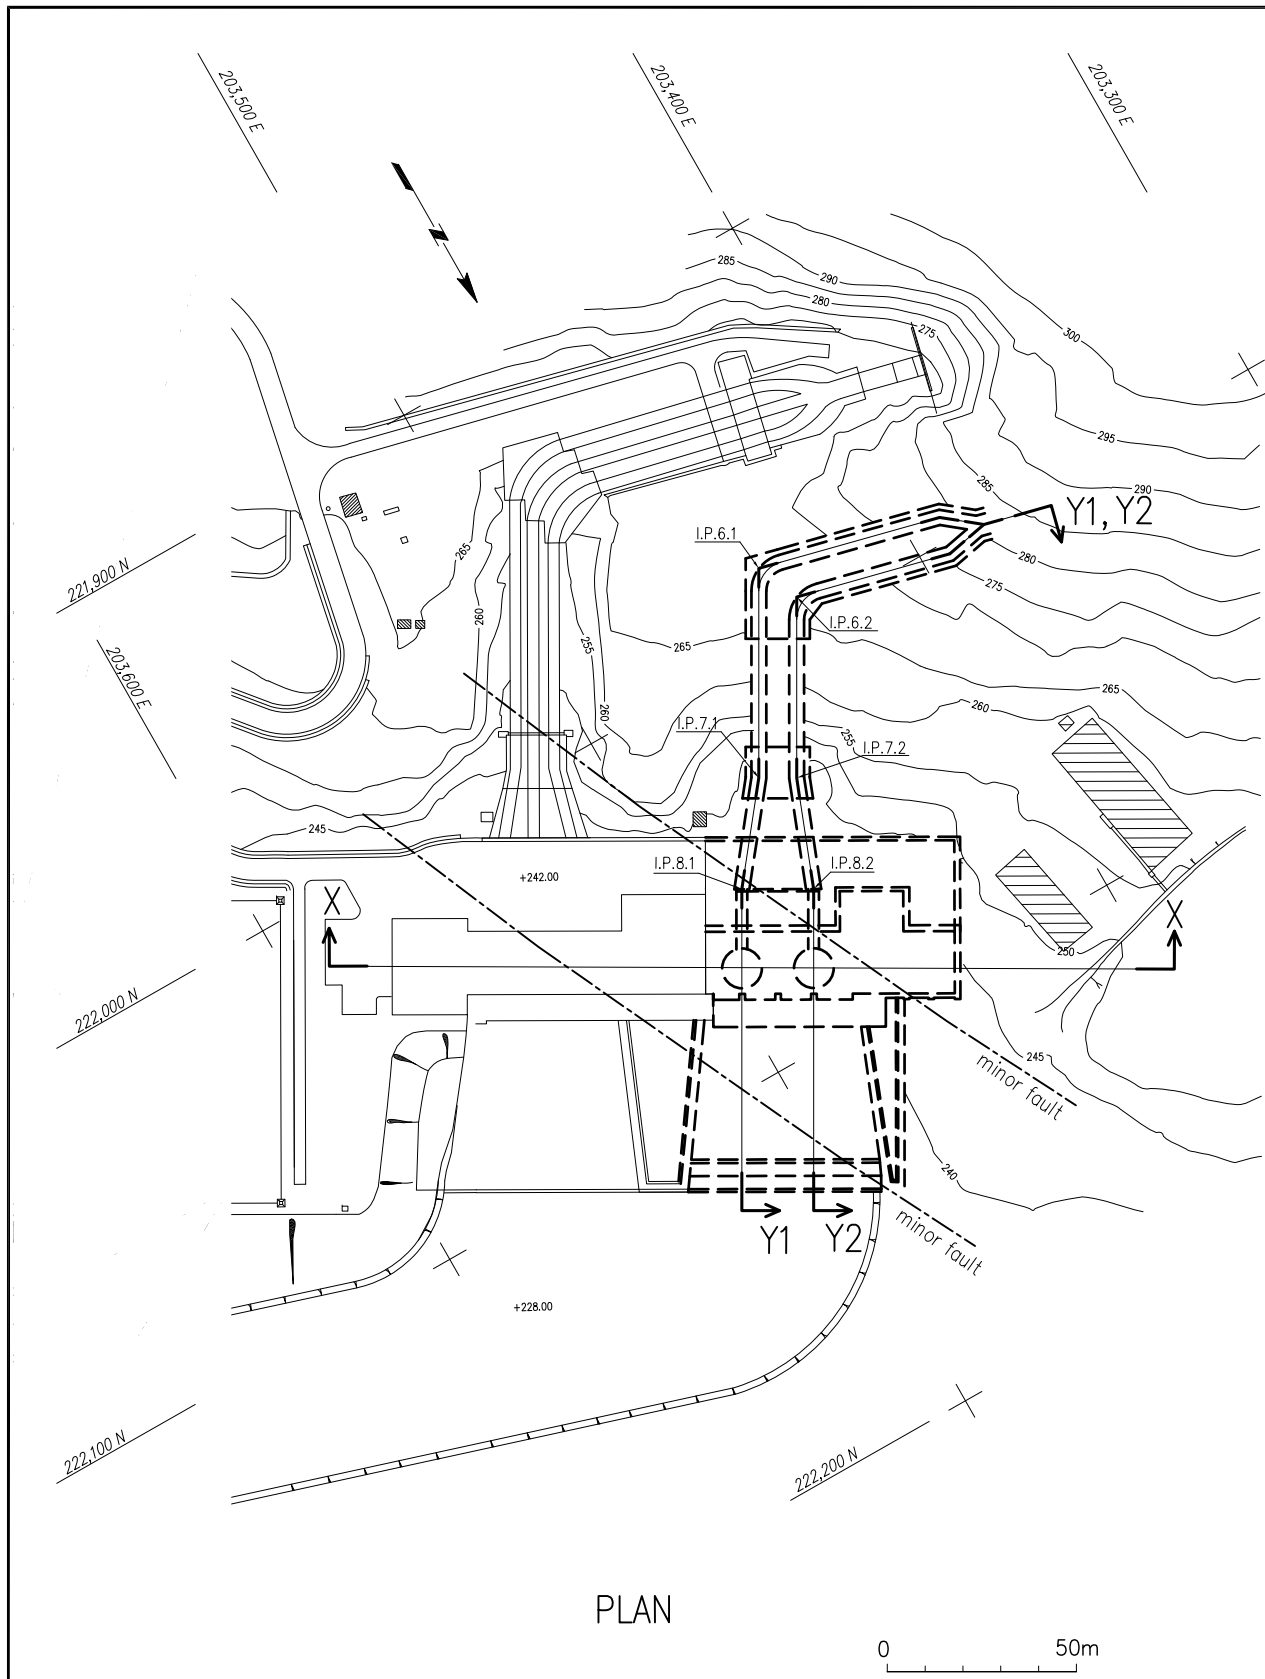 203,500 E
203,400 E
203,300 E
285
290
280
275
300
295
290
285
Y1, Y2
I.P.6.1
265
280
221,900 N
275
260
I.P.6.2
255
265
203,600 E
265
260
260
I.P.7.1
255
I.P.7.2
245
I.P.8.1
I.P.8.2
+242.00
X
X
250
222,000 N
245
minor fault
240
minor fault
Y1
Y2
+228.00
222,100 N
222,200 N
PLAN
0
50m